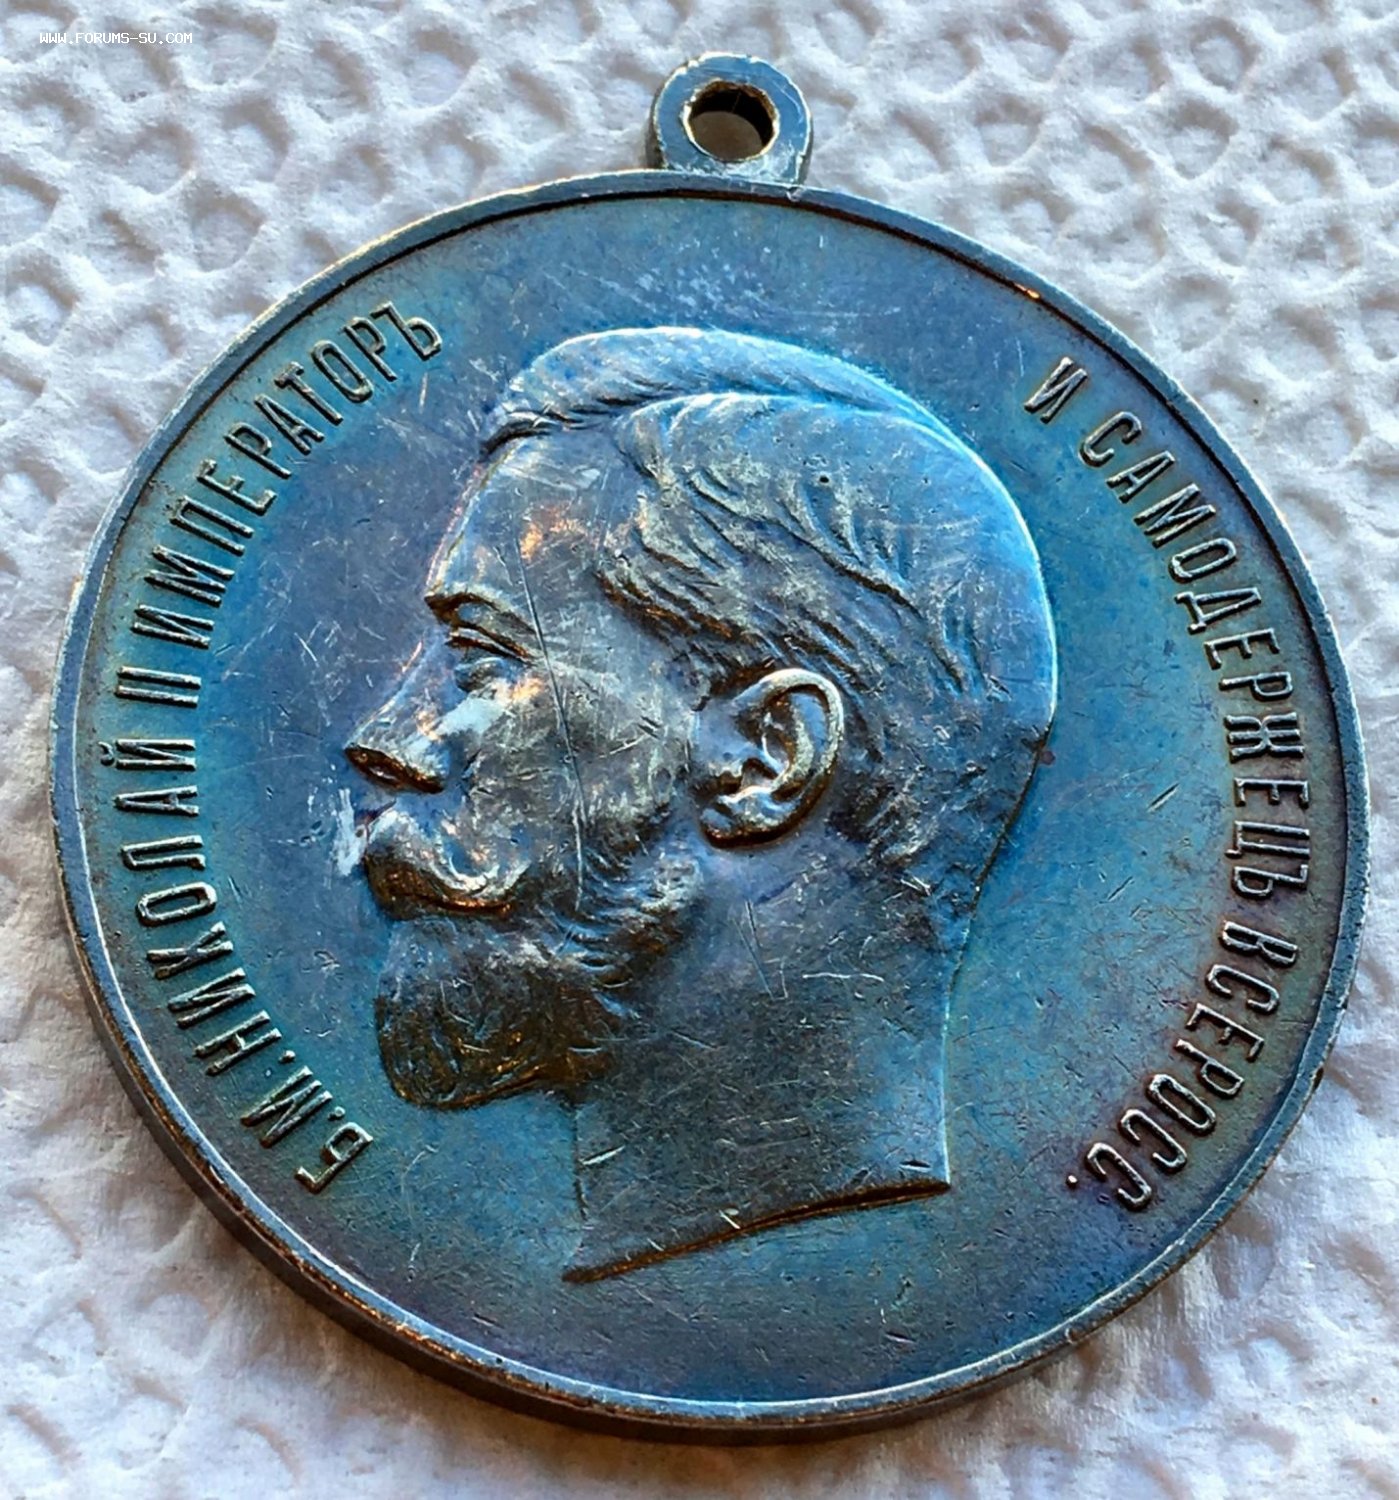 WWW.FORUMS-SU.COM
Б.М.НИКОЛАЙ II ИМПЕРАТОРЪ
И САМОДЕРЖЕЦЪ ВСЕРОСС.